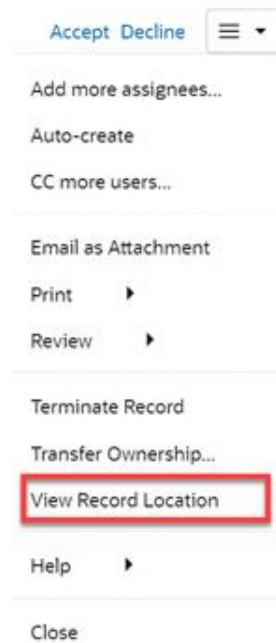 Accept Decline
Add more assignees...
Auto-create
CC more users...
Email as Attachment
Print
Review
Terminate Record
Transfer Ownership...
View Record Location
Help
Close